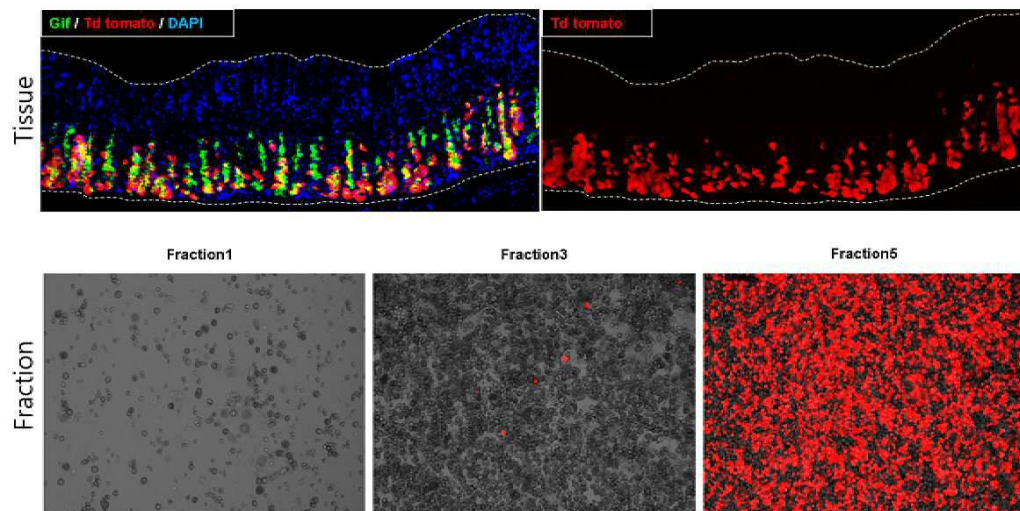 Gif / Td tomato / DAPI
Td tomato
Tissue
Fraction1
Fraction3
Fraction5
Fraction